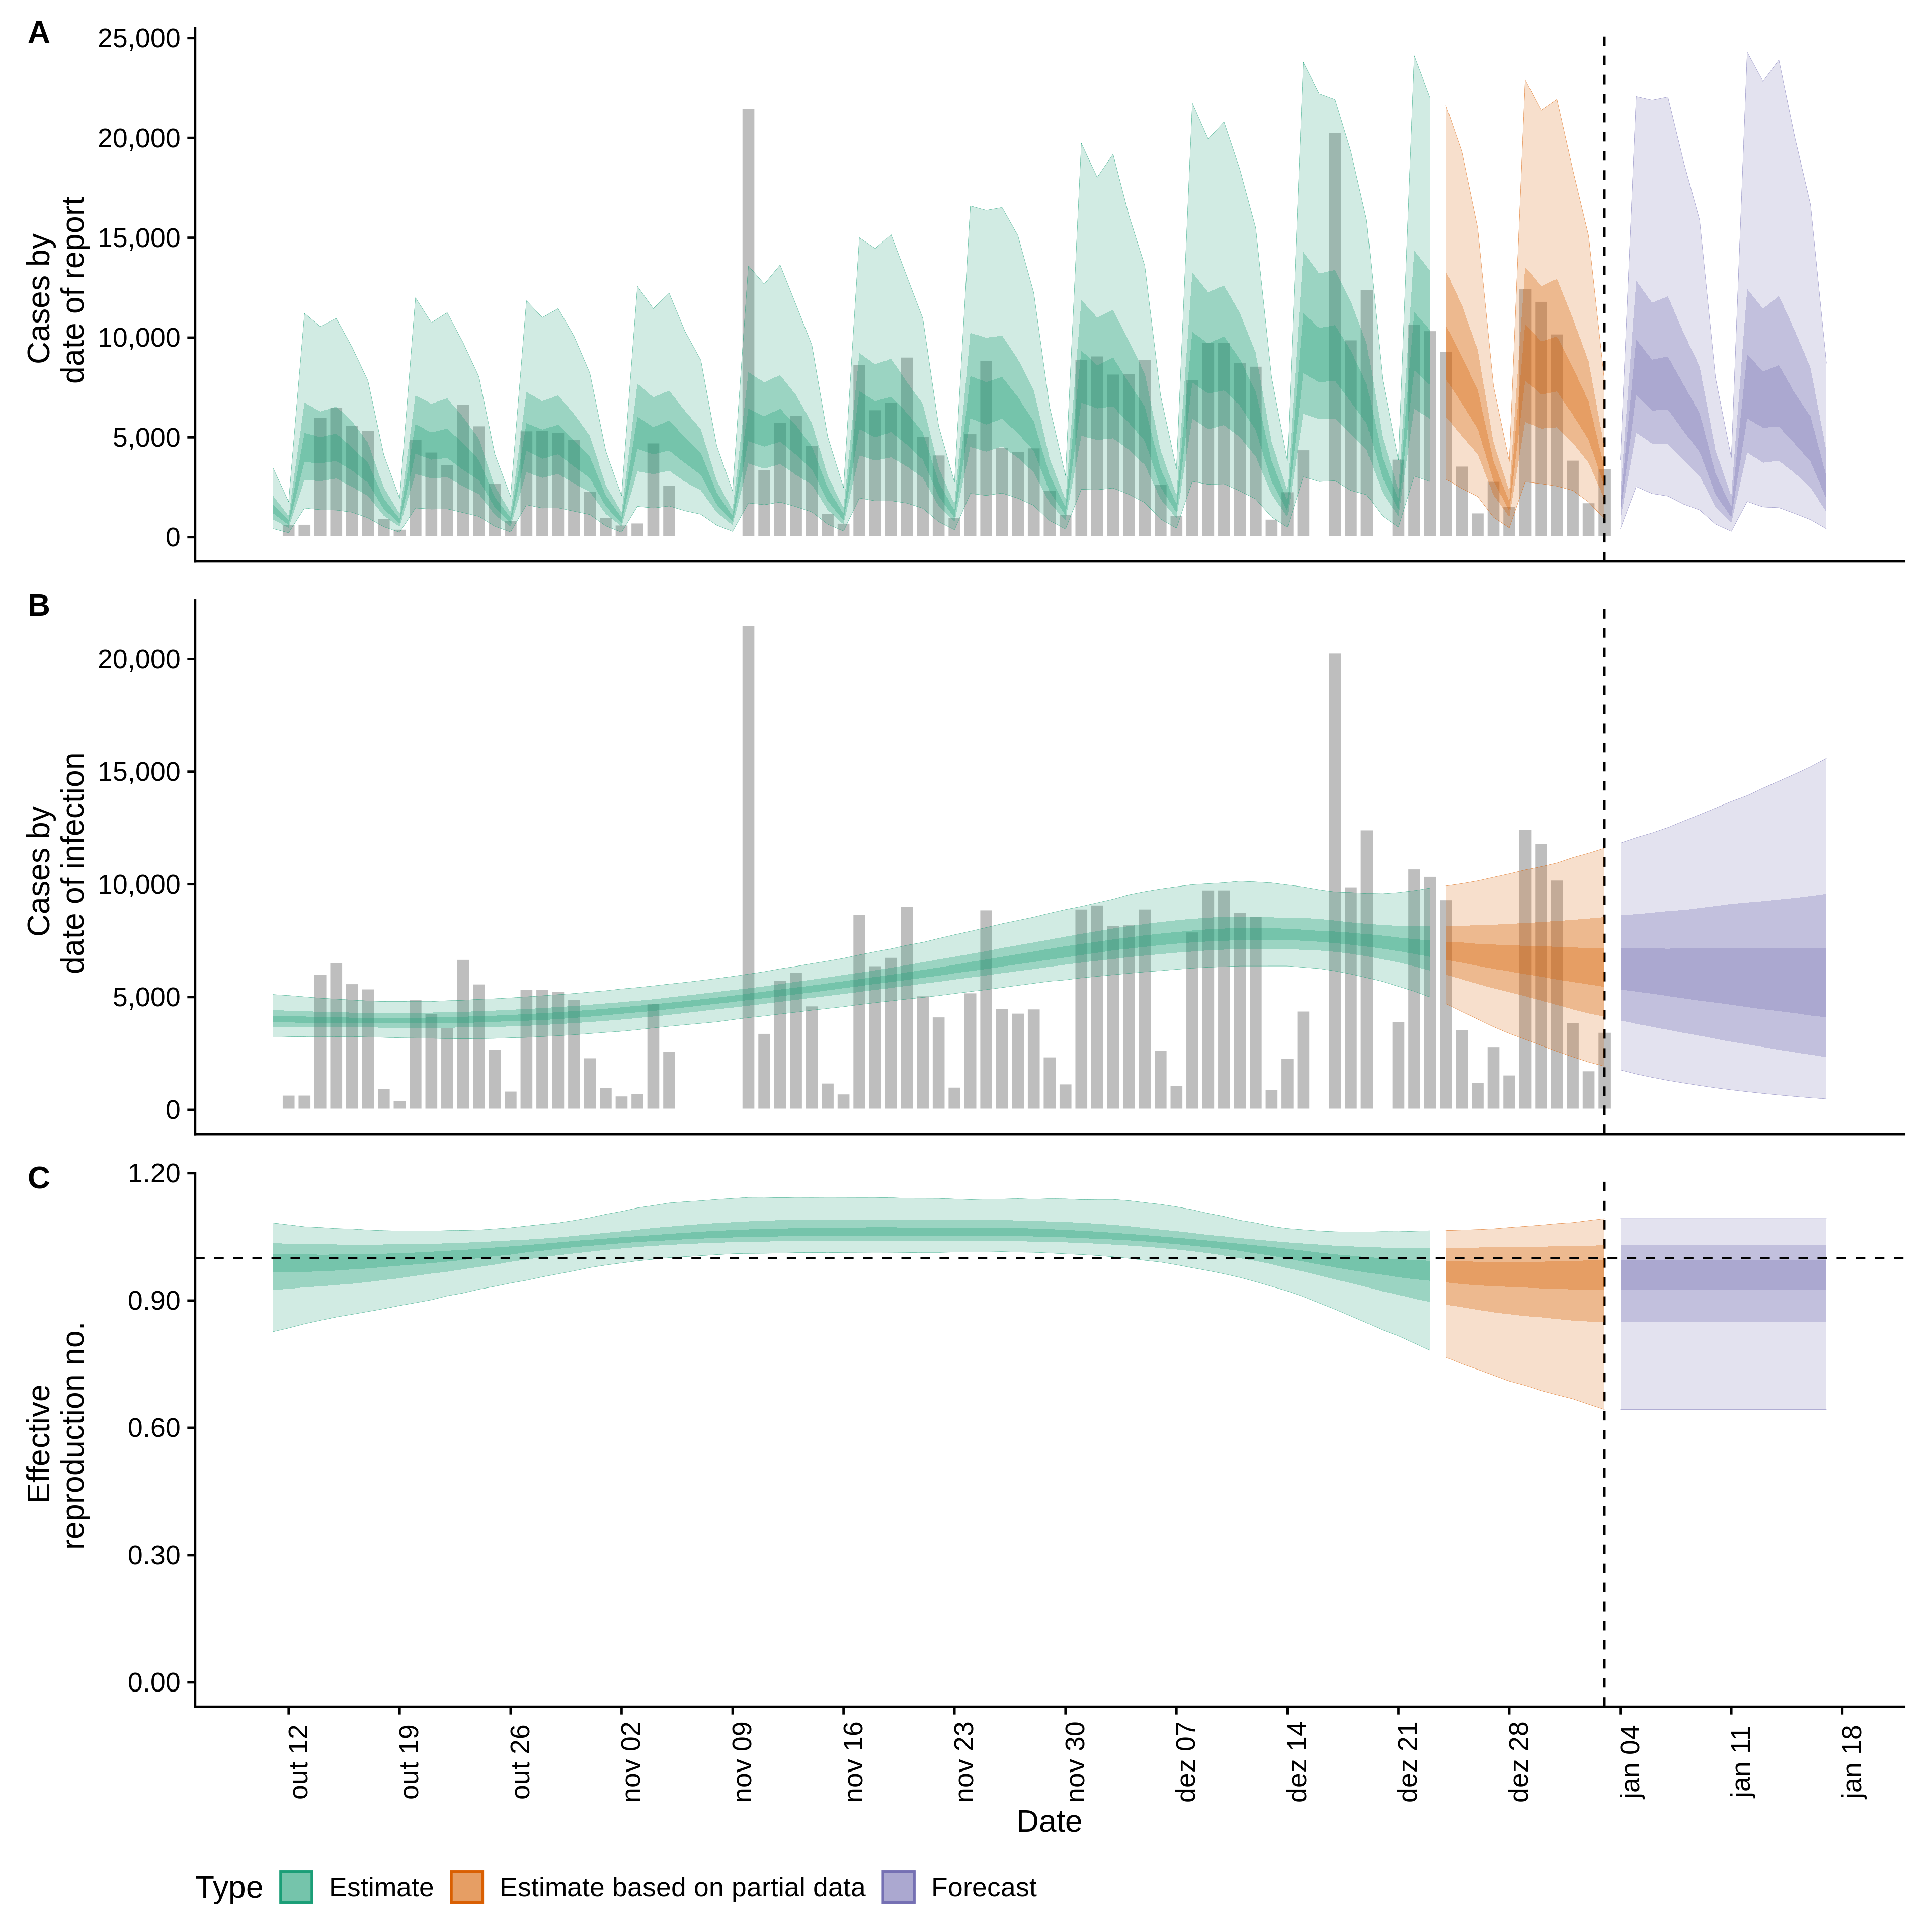 A
25,000
20,000
15,000
10,000
5,000
0
Cases by
date of report
B
20,000
15,000
10,000
5,000
0
Cases by
date of infection
C
1.20
0.90
0.60
0.30
0.00
Effective
reproduction no.
out 12
out 19
out 26
nov 02
nov 09
nov 16
nov 23
nov 30
dez 07
dez 14
dez 21
dez 28
jan 04
jan 11
jan 18
Date
Type Estimate Estimate based on partial data Forecast